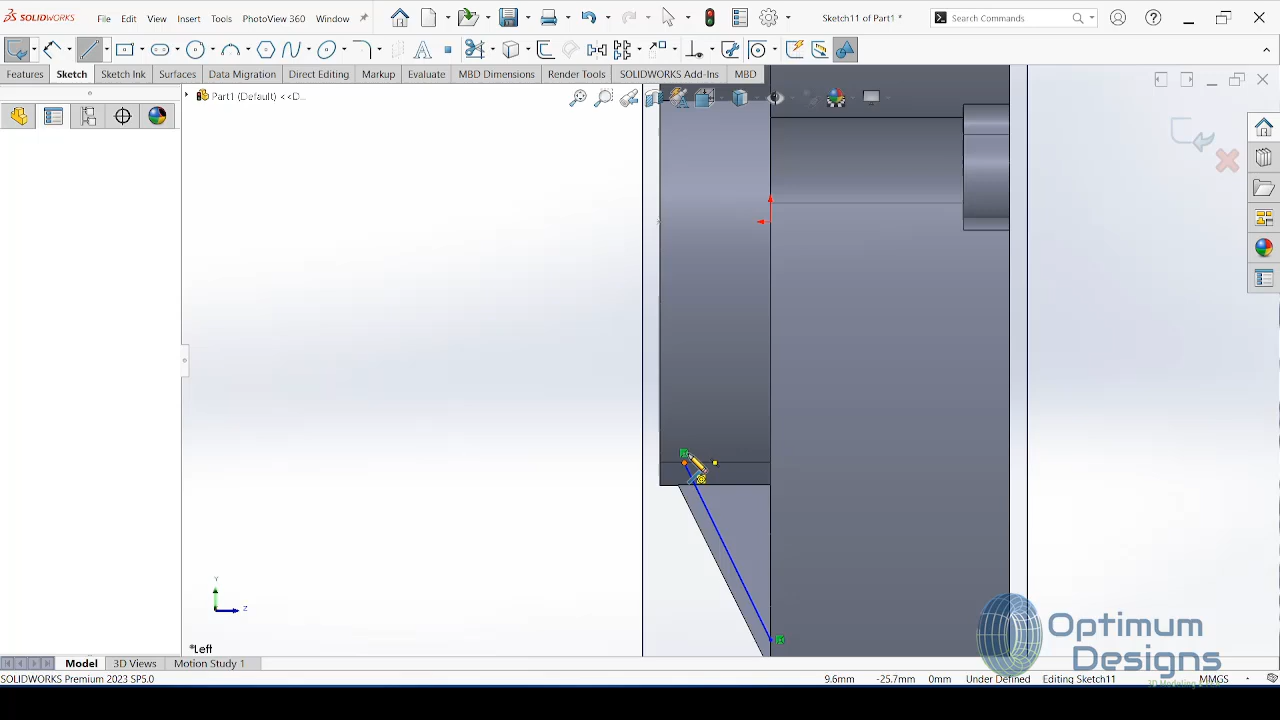 SOLIDWORKS
File Edit View Insert Tools PhotoView 360 Window
Sketch11 of Part1 *
Search Commands
Features Sketch Sketch Ink Surfaces Data Migration Direct Editing Markup Evaluate MBD Dimensions Render Tools SOLIDWORKS Add-Ins MBD
Part1 (Default) <<D...
Y
Z
*Left
Optimum
Designs
Model 3D Views Motion Study 1
SOLIDWORKS Premium 2023 SP5.0
9.6mm -25.7mm 0mm Under Defined Editing Sketch11 MMGS